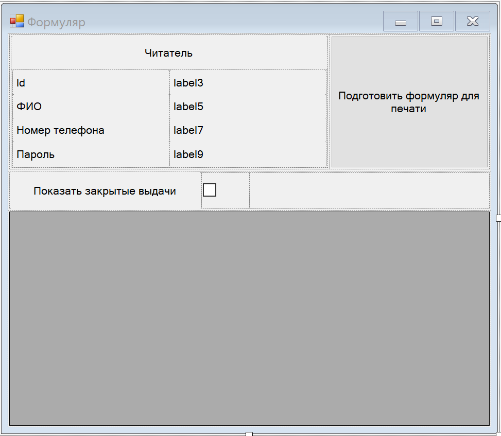 Формуляр
Читатель
Id label3
ФИО label5
Номер телефона label7
Пароль label9
Подготовить формуляр для
печати
Показать закрытые выдачи